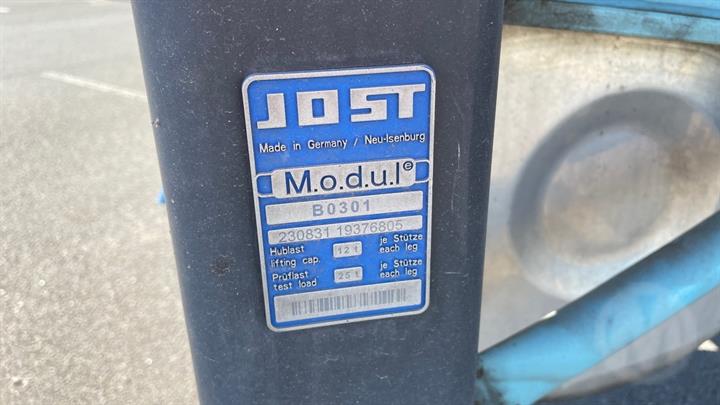 JOST
Made in Germany / Neu-Isenburg
M.o.d.u.l ®
B0301
230831 19376805
Hublast 12 t je Stütze
lifting cap. each leg
Prüflast 25 t je Stütze
test load each leg